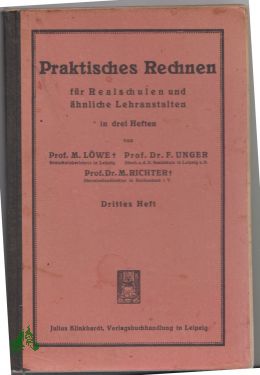 Praktisches Rechnen
für Realschulen und
ähnliche Lehranstalten
in drei Heften
von
Prof. M. LÖWE† Prof. Dr. F. UNGER
Prof. Dr. M. RICHTER†
Drittes Heft
Julius Klinkhardt, Verlagsbuchhandlung in Leipzig.